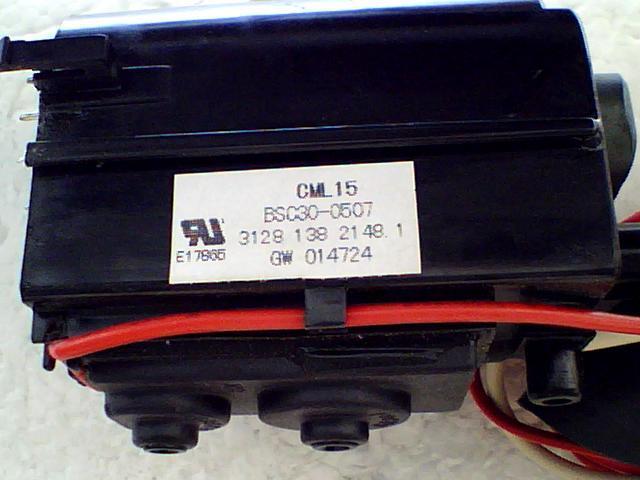 CML15
BSC30-0507
3128 138 2148.1
E17865
GW 014724